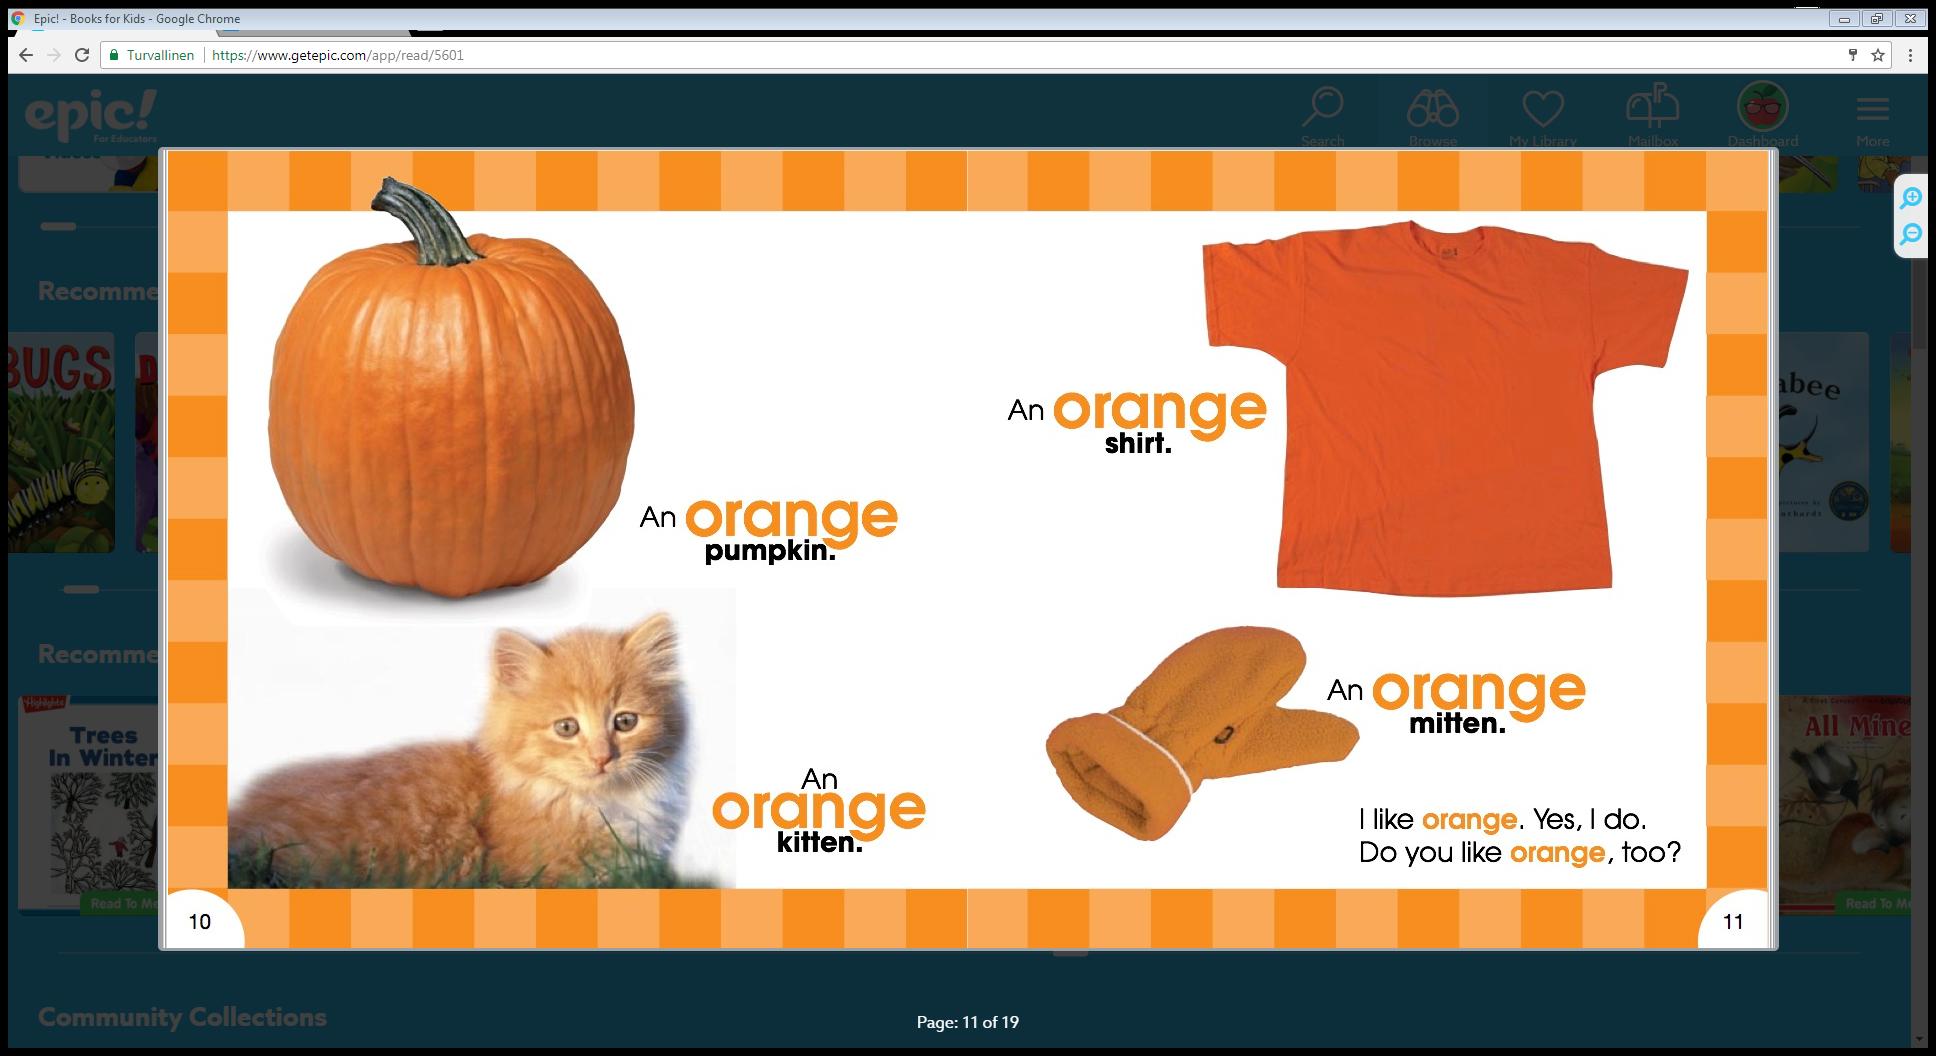 Epic! - Books for Kids - Google Chrome
Turvallinen
https://www.getepic.com/app/read/5601
epic!
For Educators
Search
Browse
My Library
Mailbox
Dashboard
More
Recomme
BUGS
D
abee
An orange
pumpkin.
An
orange
kitten.
An orange
shirt.
An orange
mitten.
I like orange. Yes, I do.
Do you like orange, too?
10
11
Recomme
Highlights
Trees
In Winter
Read To Me
All Mine
Read To Me
Community Collections
Page: 11 of 19